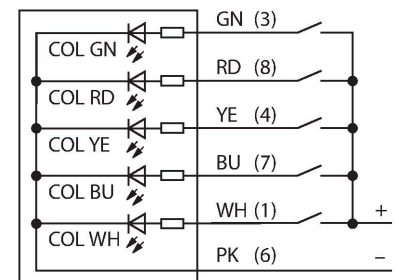 GN (3)
COL GN
RD (8)
COL RD
YE (4)
COL YE
BU (7)
COL BU
WH (1)
+
COL WH
PK (6)
–